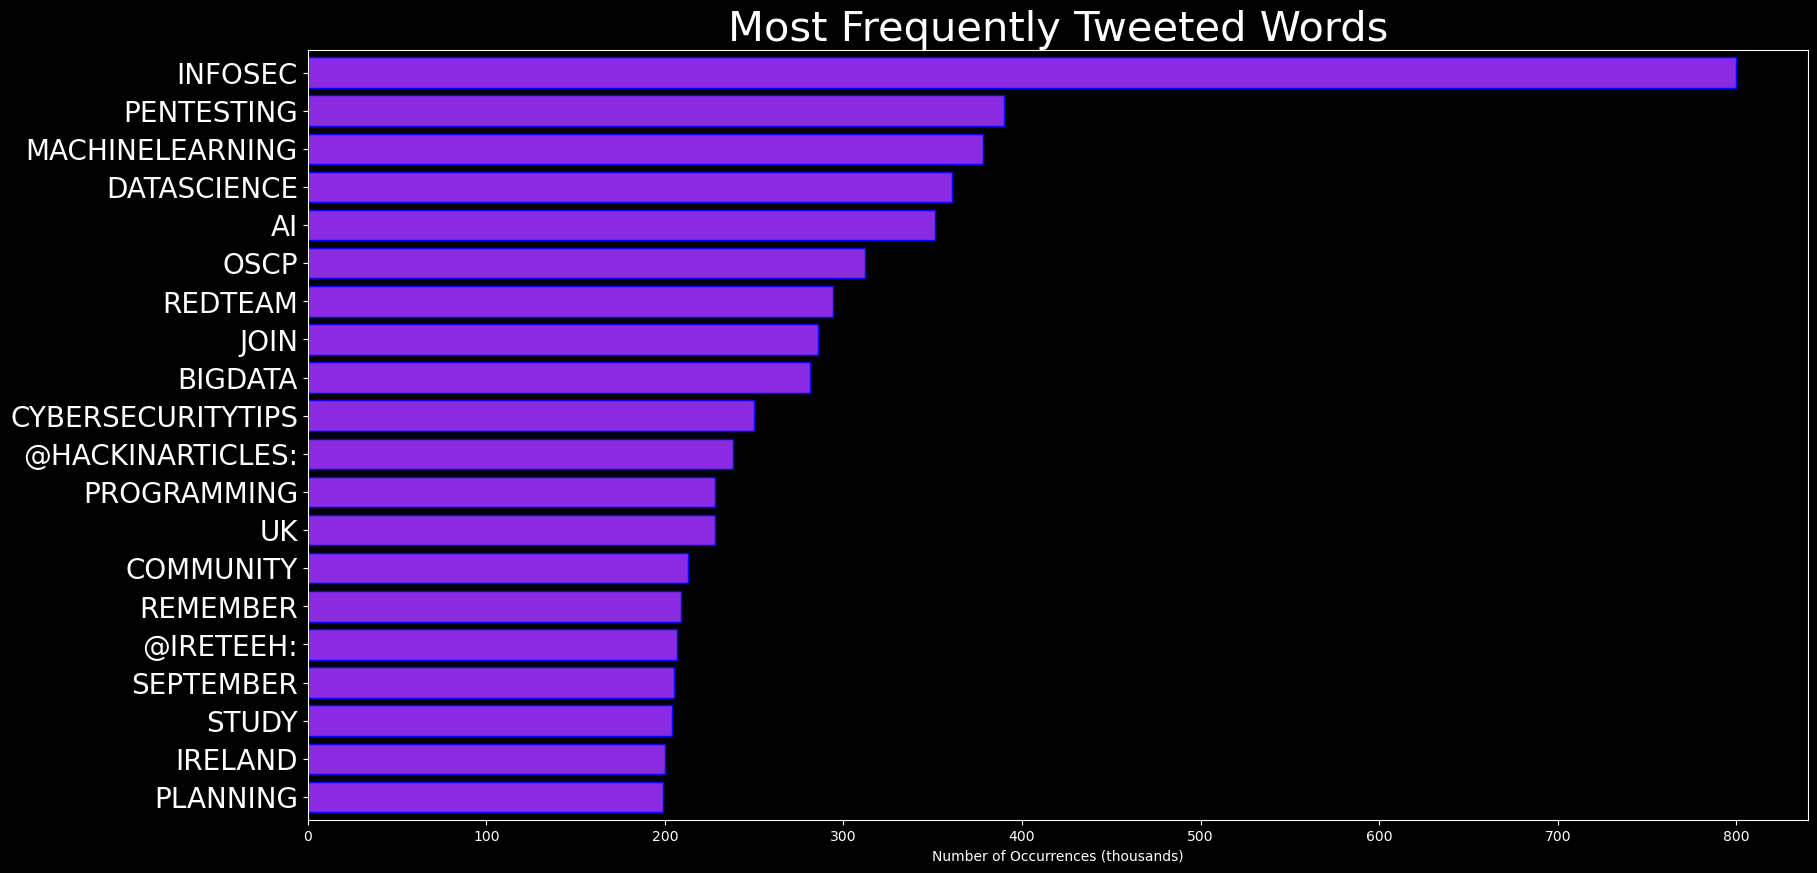 Most Frequently Tweeted Words
INFOSEC
PENTESTING
MACHINELEARNING
DATASCIENCE
AI
OSCP
REDTEAM
JOIN
BIGDATA
CYBERSECURITYTIPS
@HACKINARTICLES:
PROGRAMMING
UK
COMMUNITY
REMEMBER
@IRETEEH:
SEPTEMBER
STUDY
IRELAND
PLANNING
0 100 200 300 400 500 600 700 800
Number of Occurrences (thousands)